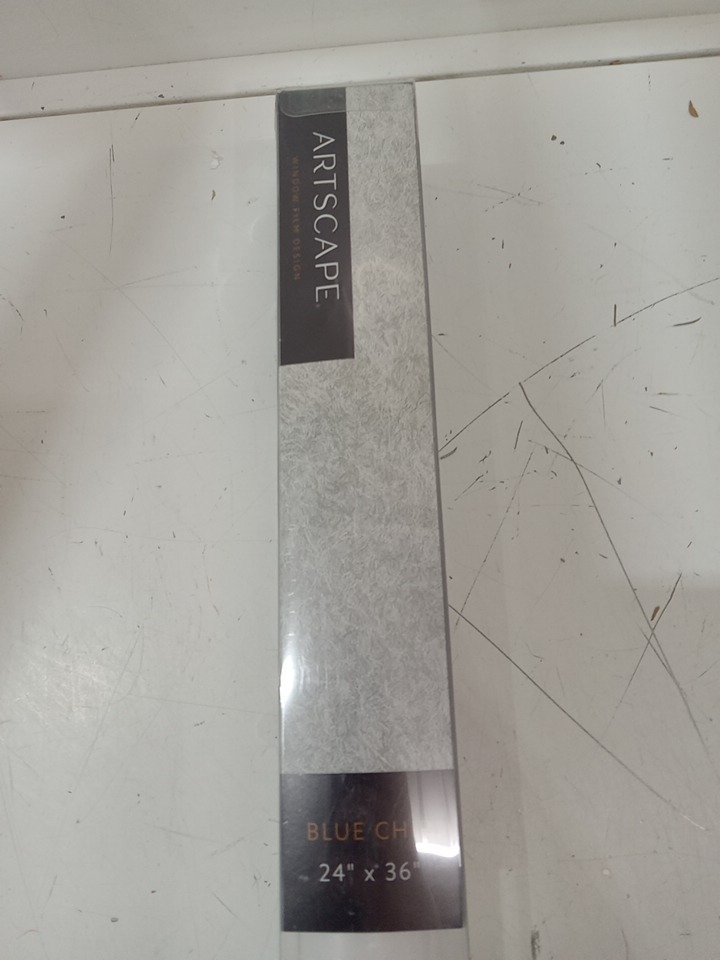 ARTSCAPE
WINDOW FILM DESIGN
BLUE
24" x 36"